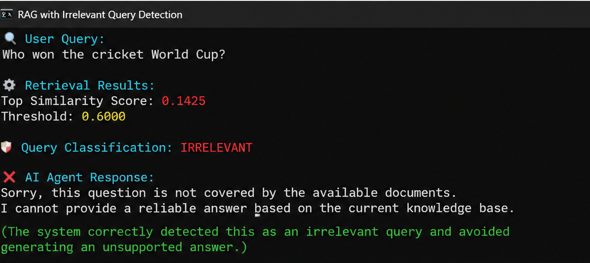 RAG with Irrelevant Query Detection
User Query:
Who won the cricket World Cup?
Retrieval Results:
Top Similarity Score: 0.1425
Threshold: 0.6000
Query Classification: IRRELEVANT
AI Agent Response:
Sorry, this question is not covered by the available documents.
I cannot provide a reliable answer based on the current knowledge base.
(The system correctly detected this as an irrelevant query and avoided
generating an unsupported answer.)